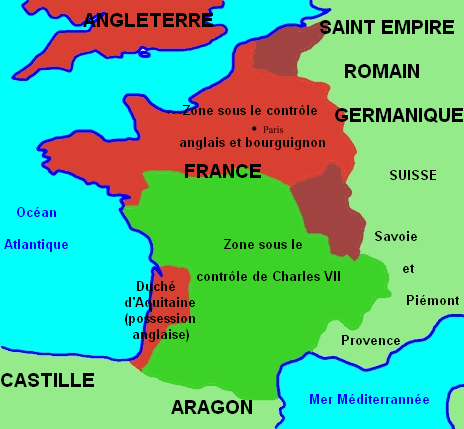 ANGLETERRE
SAINT EMPIRE
ROMAIN
GERMANIQUE
Zone sous le contrôle
Paris
anglais et bourguignon
FRANCE
SUISSE
Océan
Atlantique
Zone sous le
contrôle de Charles VII
Savoie
et
Piémont
Duché
d'Aquitaine
(possession
anglaise)
Provence
CASTILLE
ARAGON
Mer Méditerrannée